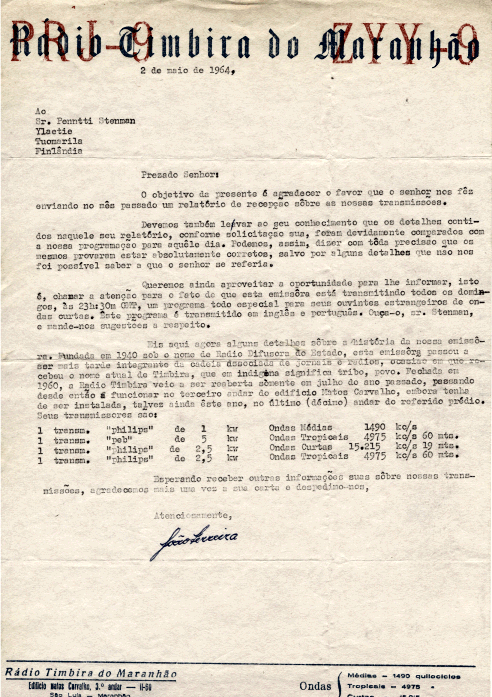 PRJ-9 ZYY-9
Rádio Timbira do Maranhão
2 de maio de 1964,
Ao
Sr. Penntti Stenman
Ylaetie
Tuomarila
Finlândia
Prezado Senhor:
O objetivo da presente é agradecer o favor que o senhor nos fêz
enviando no mês passado um relatório de recepção sôbre as nossas transmissões.
Devemos também levar ao seu conhecimento que os detalhes conti-
dos naquele seu relatório, conforme solicitação sua, foram devidamente comparados com
a nossa programação para aquêle dia. Podemos, assim, dizer com tôda precisão que os
mesmos provaram estar absolutamente corretos, salvo por alguns detalhes que não nos
foi possível saber a que o senhor se referia.
Queremos ainda aproveitar a oportunidade para lhe informar, isto
é, chamar a atenção para o fato de que esta emissôra está transmitindo todos os domin-
gos, às 23h30m GMT, um programa todo especial para seus ouvintes estrangeiros de on-
das curtas. Êste programa é transmitido em inglês e português. Ouça-o, sr. Stenman,
e mande-nos sugestões a respeito.
Eis aqui agora alguns detalhes sôbre a história da nossa emissô-
ra. Fundada em 1940 sob o nome de Radio Difusora do Estado, esta emissôra passou a
ser mais tarde integrante da cadeia associada de jornais e radios, ocasião em que re-
cebeu o nome atual de Timbira, que em indígena significa tribo, povo. Fechada em
1960, a Radio Timbira veio a ser reaberta sòmente em julho do ano passado, passando
desde então a funcionar no terceiro andar do edificio Matos Carvalho, embora tenha
de ser instalada, talvez ainda êste ano, no último (décimo) andar do referido prédio.
Seus transmissores são:
1 transm. "philips" de 1 kw Ondas Médias 1490 kc/s
1 transm. "peb" de 5 kw Ondas Tropicais 4975 kc/s 60 mts.
1 transm. "philips" de 2,5 kw Ondas Curtas 15.215 kc/s 19 mts.
1 transm. "philips" de 2,5 kw Ondas Tropicais 4975 kc/s 60 mts.
Esperando receber outras informações suas sôbre nossas trans-
missões, agradecemos mais uma vez a sua carta e despedimo-nos,
Atenciosamente,
João Ferreira
Rádio Timbira do Maranhão
Edifício Matos Carvalho, 3.º andar
São Luis — Maranhão
Ondas
Médias — 1490 quilociclos
Tropicais — 4975
Curtas